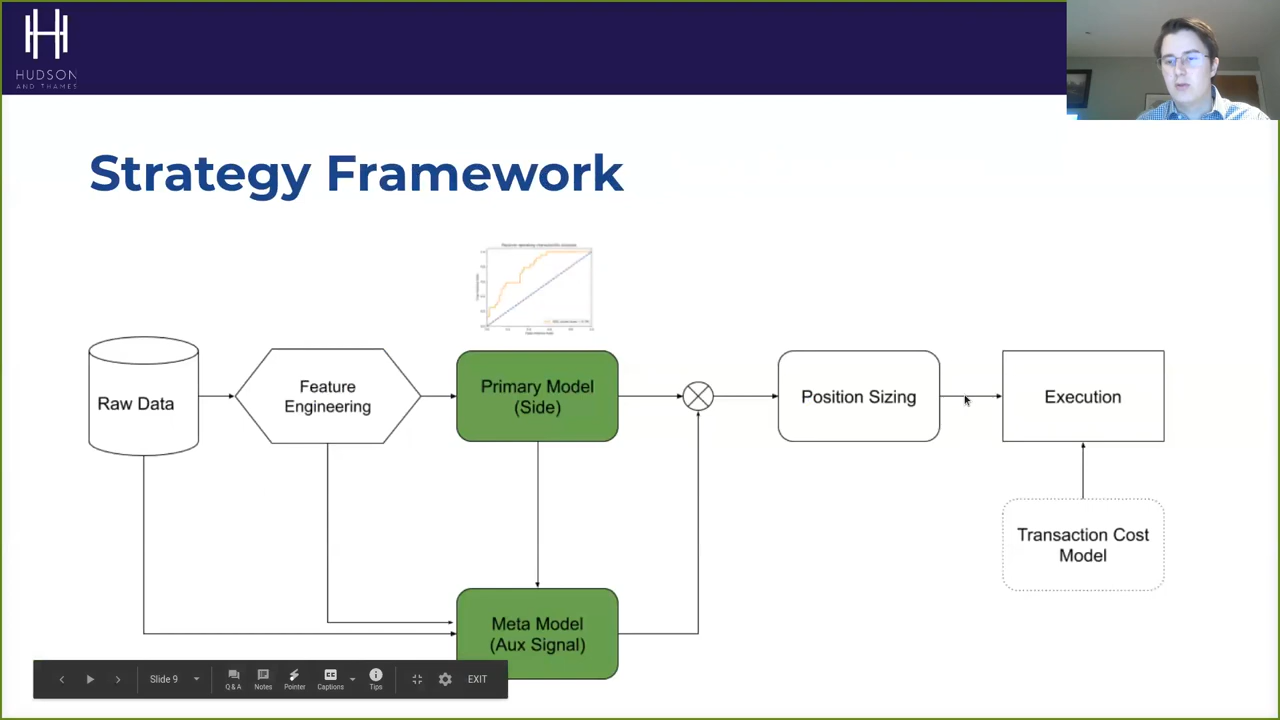 HUDSON
AND THAMES
Strategy Framework
Raw Data
Feature
Engineering
Primary Model
(Side)
Position Sizing
Execution
Transaction Cost
Model
Meta Model
(Aux Signal)
Slide 9
Q & A
Notes
Pointer
Captions
Tips
EXIT